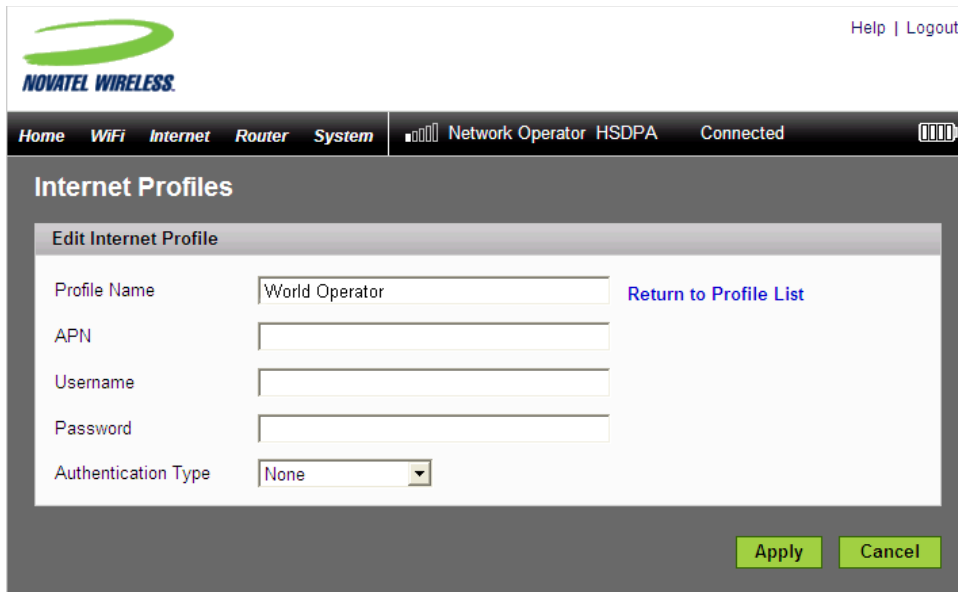 Help | Logout
NOVATEL WIRELESS.
Home WiFi Internet Router System Network Operator HSDPA Connected
Internet Profiles
Edit Internet Profile
Profile Name World Operator Return to Profile List
APN
Username
Password
Authentication Type None
Apply Cancel